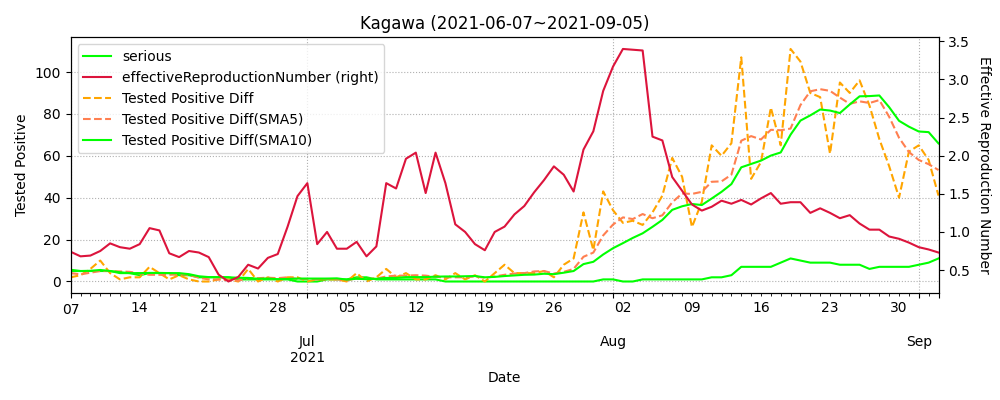 Kagawa (2021-06-07~2021-09-05)
serious
effectiveReproductionNumber (right)
Tested Positive Diff
Tested Positive Diff(SMA5)
Tested Positive Diff(SMA10)
Tested Positive
100
80
60
40
20
0
3.5
3.0
2.5
2.0
1.5
1.0
0.5
Effective Reproduction Number
07 14 21 28 05 12 19 26 02 09 16 23 30
Jul Aug Sep
2021
Date